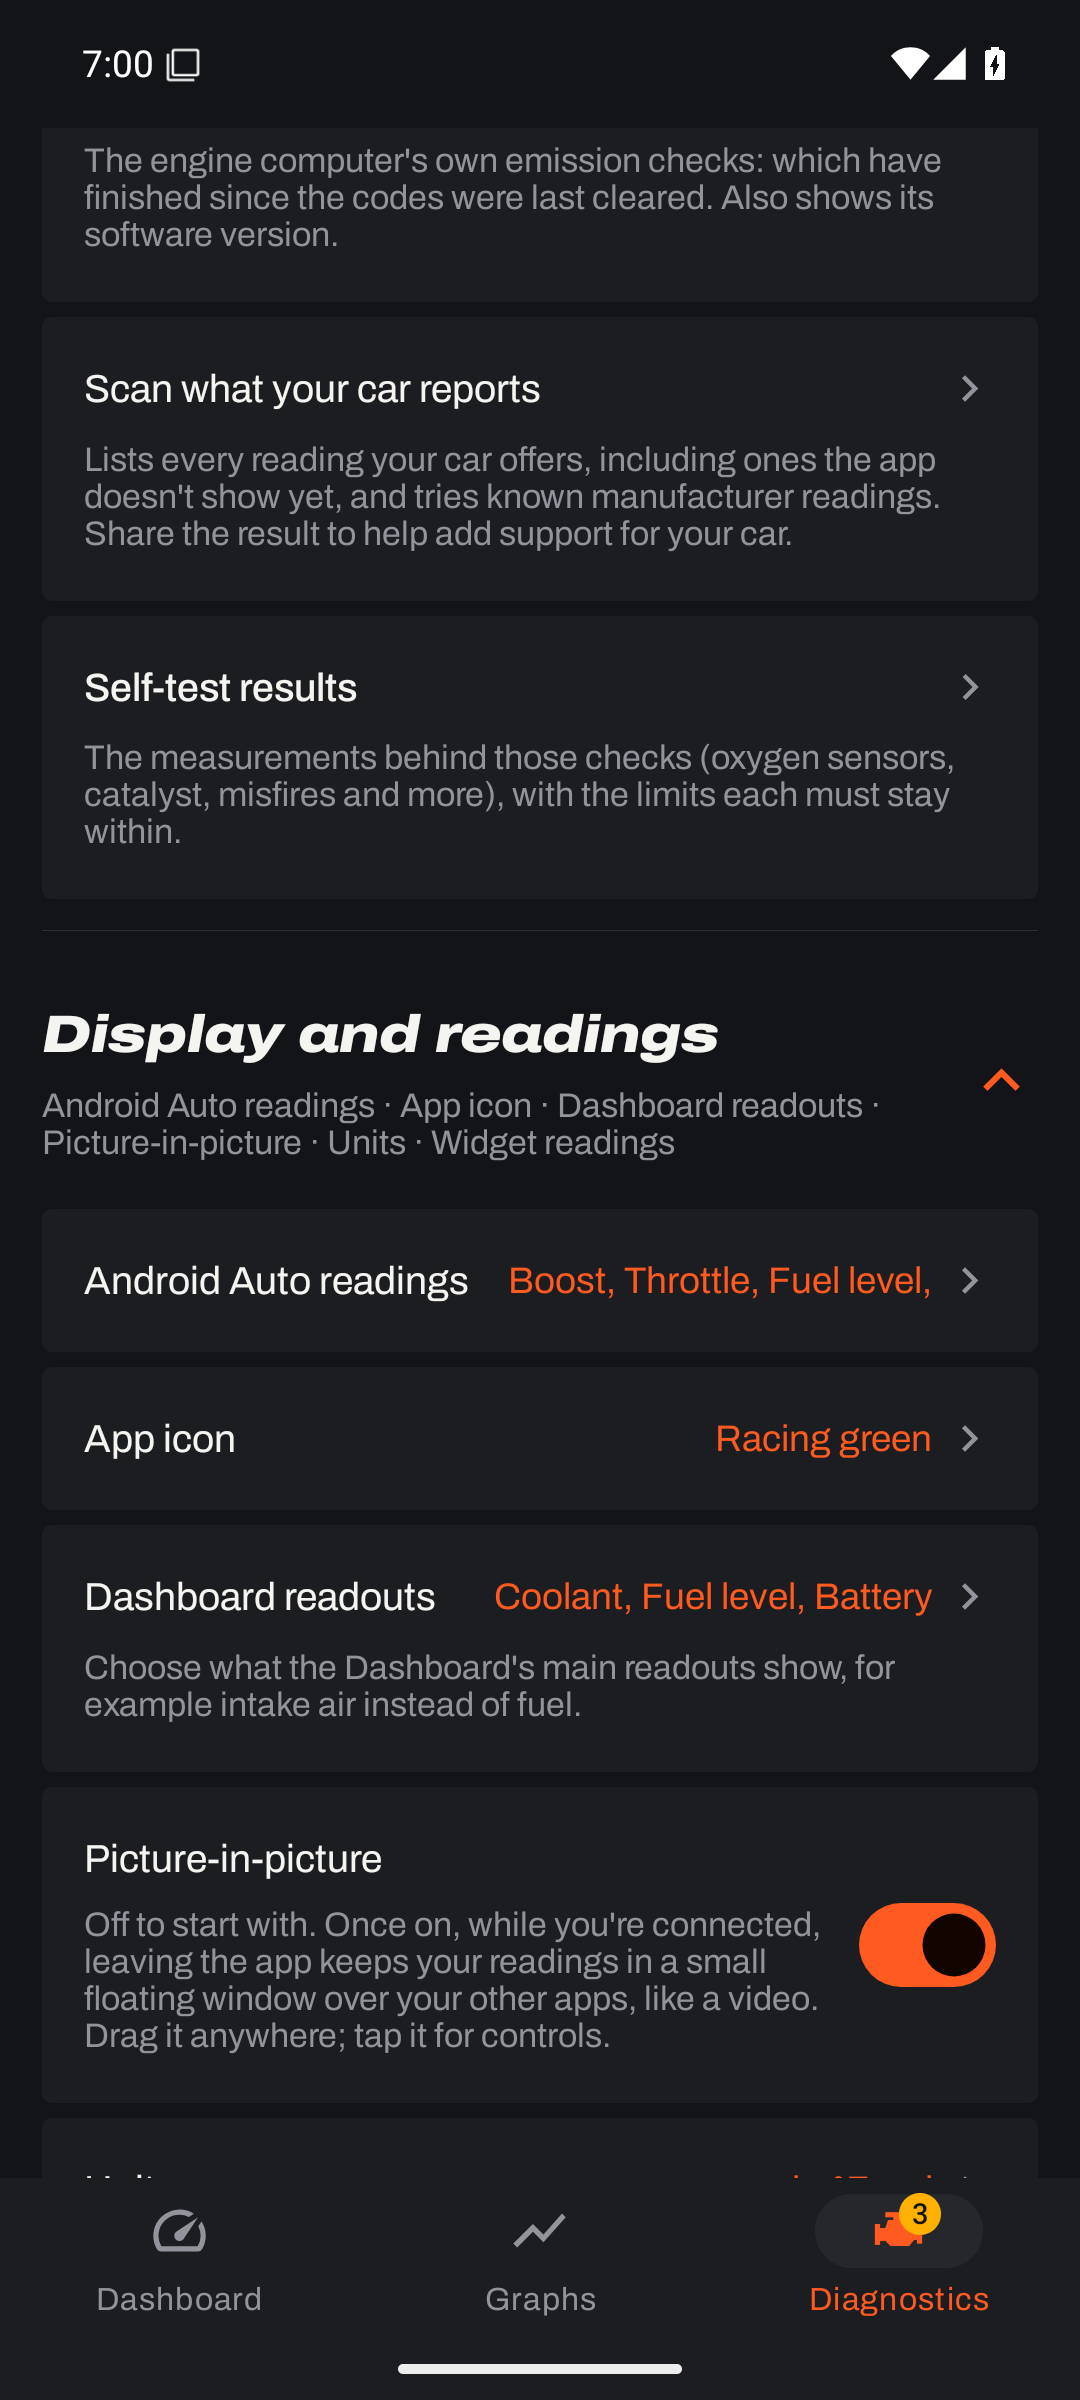 7:00
The engine computer's own emission checks: which have
finished since the codes were last cleared. Also shows its
software version.
Scan what your car reports
Lists every reading your car offers, including ones the app
doesn't show yet, and tries known manufacturer readings.
Share the result to help add support for your car.
Self-test results
The measurements behind those checks (oxygen sensors,
catalyst, misfires and more), with the limits each must stay
within.
Display and readings
Android Auto readings · App icon · Dashboard readouts ·
Picture-in-picture · Units · Widget readings
Android Auto readings Boost, Throttle, Fuel level,
App icon Racing green
Dashboard readouts Coolant, Fuel level, Battery
Choose what the Dashboard's main readouts show, for
example intake air instead of fuel.
Picture-in-picture
Off to start with. Once on, while you're connected,
leaving the app keeps your readings in a small
floating window over your other apps, like a video.
Drag it anywhere; tap it for controls.
3
Dashboard Graphs Diagnostics